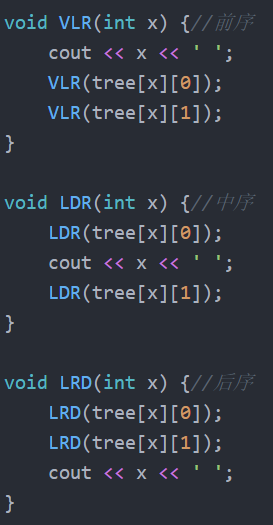 void VLR(int x) {//前序
    cout << x << ' ';
    VLR(tree[x][0]);
    VLR(tree[x][1]);
}

void LDR(int x) {//中序
    LDR(tree[x][0]);
    cout << x << ' ';
    LDR(tree[x][1]);
}

void LRD(int x) {//后序
    LRD(tree[x][0]);
    LRD(tree[x][1]);
    cout << x << ' ';
}